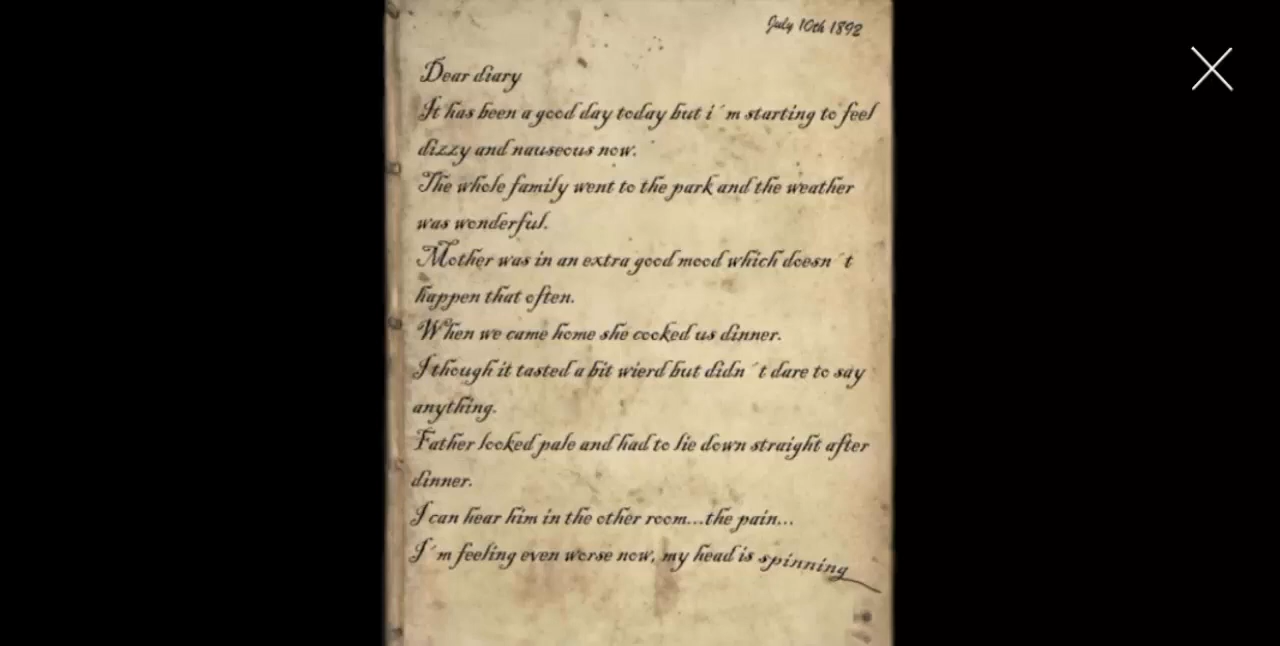 July 10th 1892
Dear diary
It has been a good day today but i´m starting to feel
dizzy and nauseous now.
The whole family went to the park and the weather
was wonderful.
Mother was in an extra good mood which doesn´t
happen that often.
When we came home she cooked us dinner.
I though it tasted a bit wierd but didn´t dare to say
anything.
Father looked pale and had to lie down straight after
dinner.
I can hear him in the other room...the pain...
I´m feeling even worse now, my head is spinning